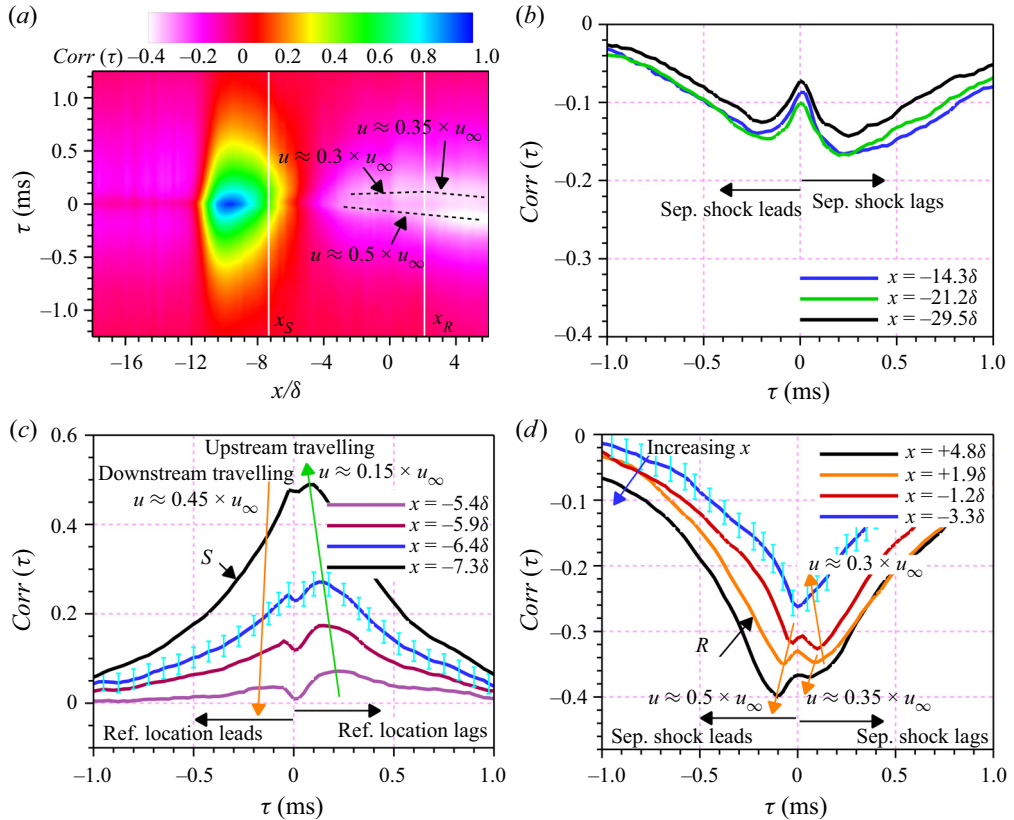 (a)
Corr (τ) −0.4 −0.2 0 0.2 0.4 0.6 0.8 1.0
τ (ms)
1.0
0.5
0
−0.5
−1.0
u ≈ 0.35 × u∞
u ≈ 0.3 × u∞
u ≈ 0.5 × u∞
xS
xR
−16 −12 −8 −4 0 4
x/δ
(b)
Corr (τ)
0
−0.1
−0.2
−0.3
−0.4
Sep. shock leads
Sep. shock lags
x = −14.3δ
x = −21.2δ
x = −29.5δ
−1.0 −0.5 0 0.5 1.0
τ (ms)
(c)
Corr (τ)
0.6
0.4
0.2
0
Upstream travelling
Downstream travelling
u ≈ 0.15 × u∞
u ≈ 0.45 × u∞
x = −5.4δ
x = −5.9δ
x = −6.4δ
x = −7.3δ
S
Ref. location leads
Ref. location lags
−1.0 −0.5 0 0.5 1.0
τ (ms)
(d)
Corr (τ)
0
−0.1
−0.2
−0.3
−0.4
Increasing x
x = +4.8δ
x = +1.9δ
x = −1.2δ
x = −3.3δ
u ≈ 0.3 × u∞
R
u ≈ 0.5 × u∞
u ≈ 0.35 × u∞
Sep. shock leads
Sep. shock lags
−1.0 −0.5 0 0.5 1.0
τ (ms)